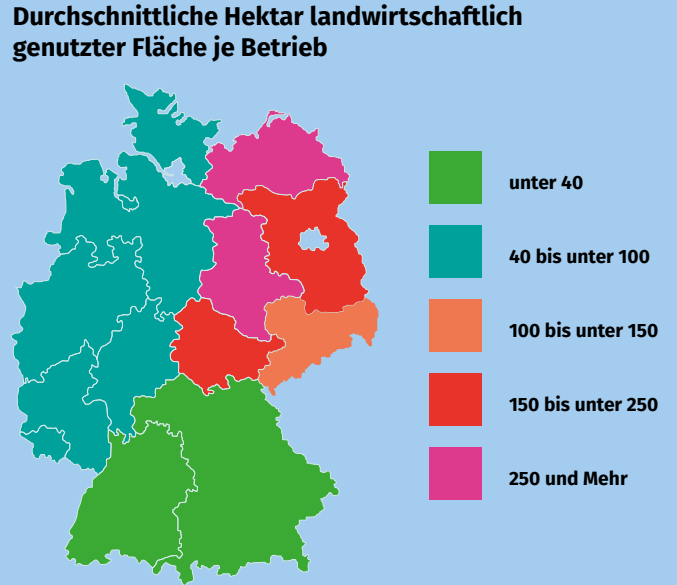 Durchschnittliche Hektar landwirtschaftlich
genutzter Fläche je Betrieb
unter 40
40 bis unter 100
100 bis unter 150
150 bis unter 250
250 und Mehr